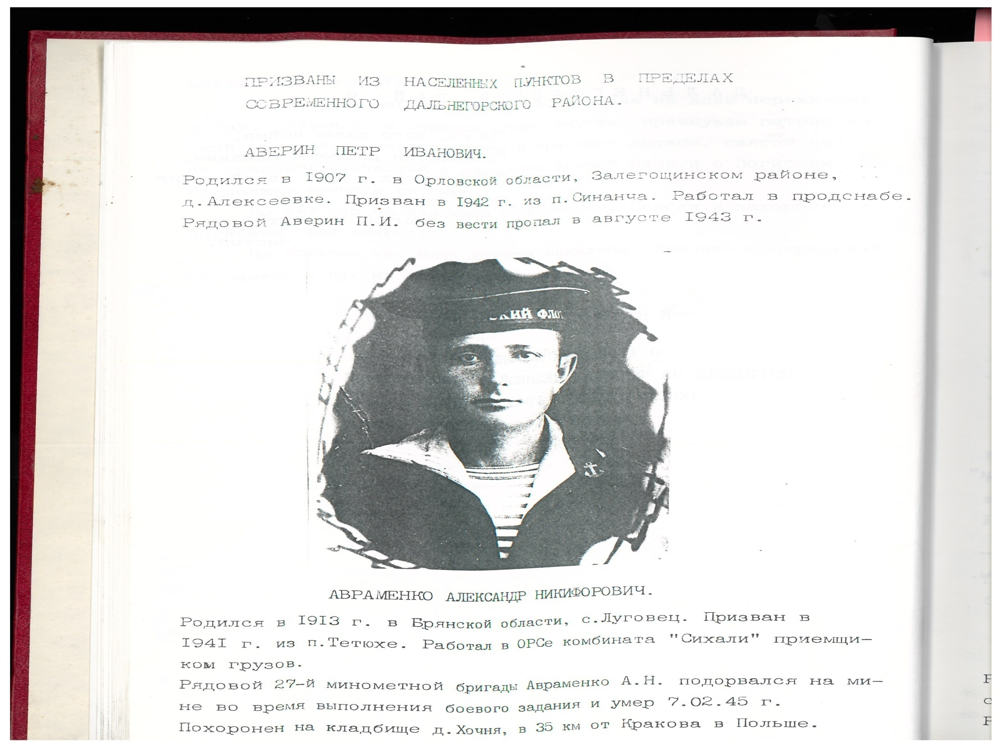 ПРИЗВАНЫ ИЗ НАСЕЛЕННЫХ ПУНКТОВ В ПРЕДЕЛАХ
СОВРЕМЕННОГО ДАЛЬНЕГОРСКОГО РАЙОНА.
АВЕРИН ПЕТР ИВАНОВИЧ.
Родился в 1907 г. в Орловской области, Залегощинском районе,
д.Алексеевке. Призван в 1942 г. из п.Синанча. Работал в продснабе.
Рядовой Аверин П.И. без вести пропал в августе 1943 г.
СКИЙ ФЛОТ
АВРАМЕНКО АЛЕКСАНДР НИКИФОРОВИЧ.
Родился в 1913 г. в Брянской области, с.Луговец. Призван в
1941 г. из п.Тетюхе. Работал в ОРСе комбината "Сихали" приемщи-
ком грузов.
Рядовой 27-й минометной бригады Авраменко А.Н. подорвался на ми-
не во время выполнения боевого задания и умер 7.02.45 г.
Похоронен на кладбище д.Хочня, в 35 км от Кракова в Польше.